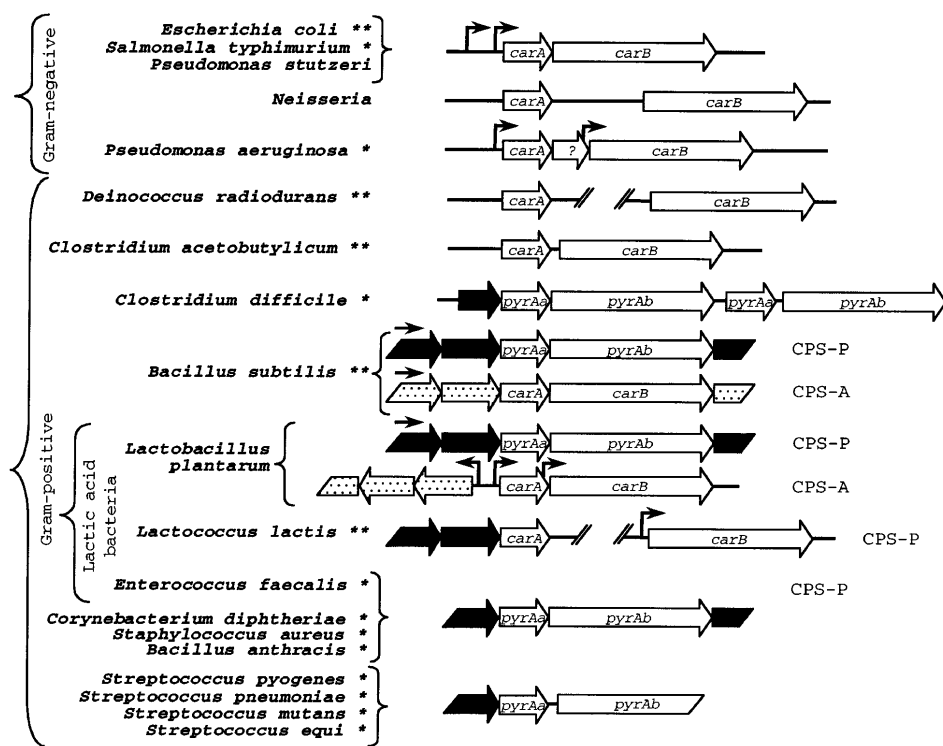 Gram-negative
Escherichia coli **
Salmonella typhimurium *
Pseudomonas stutzeri
carA carB
Neisseria
carA carB
Pseudomonas aeruginosa *
carA ? carB
Gram-positive
Deinococcus radiodurans **
carA carB
Clostridium acetobutylicum **
carA carB
Clostridium difficile *
pyrAa pyrAb pyrAa pyrAb
Bacillus subtilis **
pyrAa pyrAb CPS-P
carA carB CPS-A
Lactic acid
bacteria
Lactobacillus
plantarum
pyrAa pyrAb CPS-P
carA carB CPS-A
Lactococcus lactis **
carA carB CPS-P
Enterococcus faecalis *
CPS-P
Corynebacterium diphtheriae *
Staphylococcus aureus *
Bacillus anthracis *
pyrAa pyrAb
Streptococcus pyogenes *
Streptococcus pneumoniae *
Streptococcus mutans *
Streptococcus equi *
pyrAa pyrAb